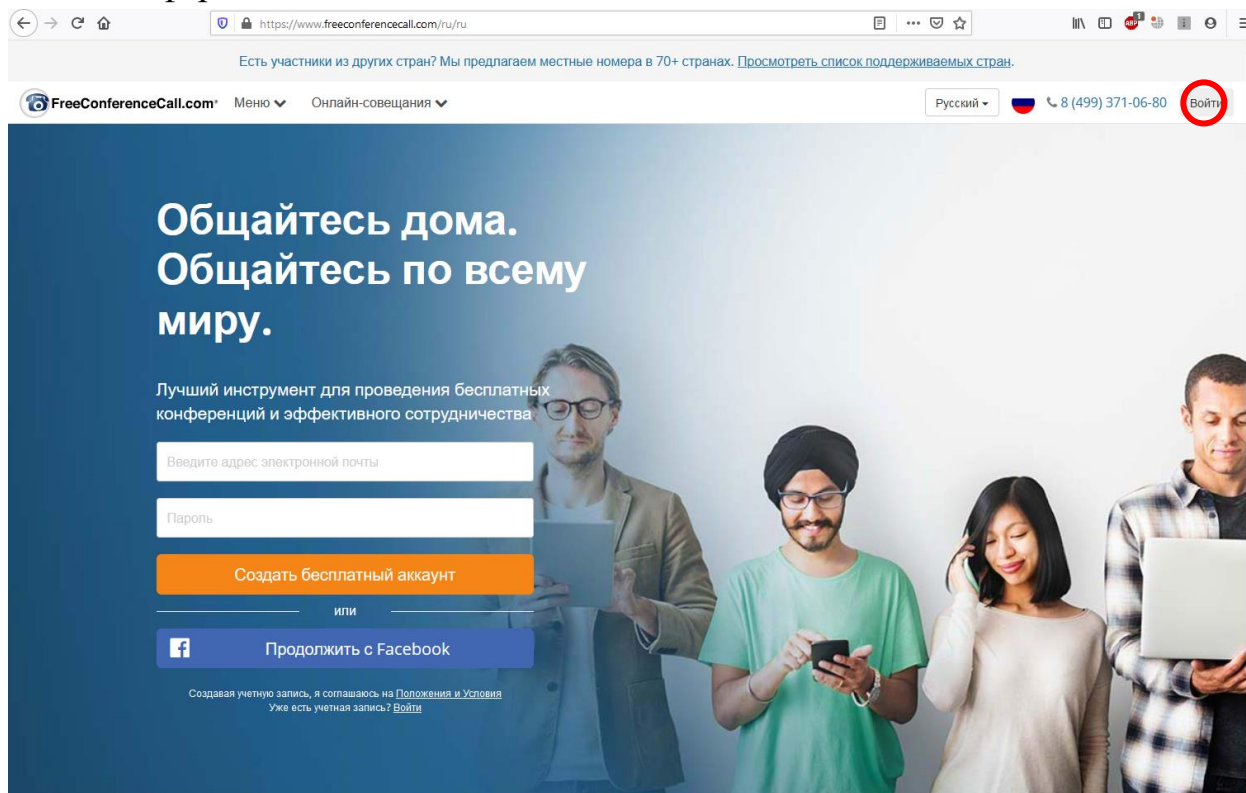 https://www.freeconferencecall.com/ru/ru
ABP 1
Есть участники из других стран? Мы предлагаем местные номера в 70+ странах. Просмотреть список поддерживаемых стран.
FreeConferenceCall.com® Меню Онлайн-совещания Русский 8 (499) 371-06-80 Войти
Общайтесь дома.
Общайтесь по всему
миру.
Лучший инструмент для проведения бесплатных
конференций и эффективного сотрудничества
Введите адрес электронной почты
Пароль
Создать бесплатный аккаунт
или
Продолжить с Facebook
Создавая учетную запись, я соглашаюсь на Положения и Условия
Уже есть учетная запись? Войти